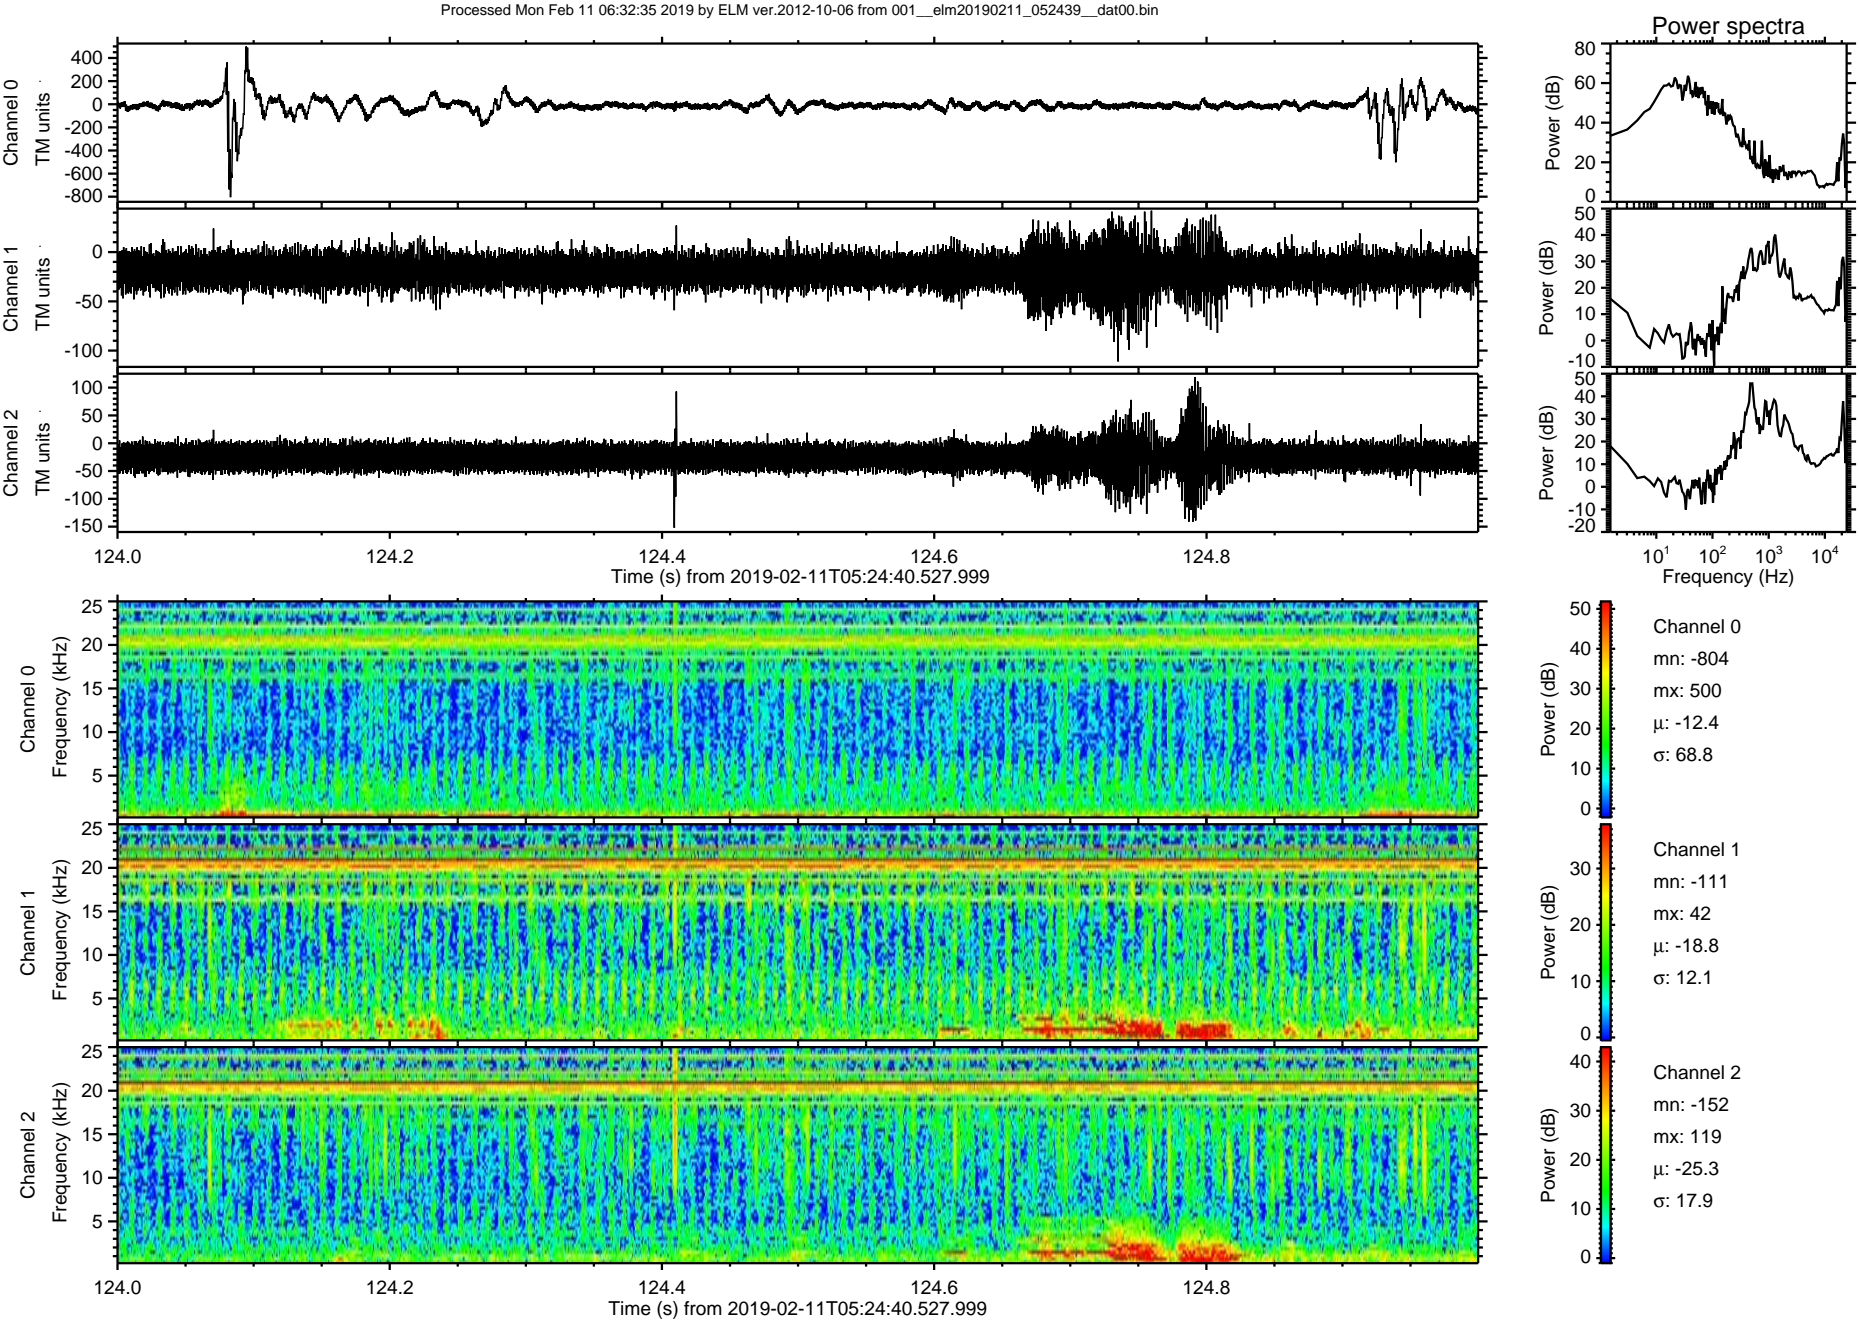 Processed Mon Feb 11 06:32:35 2019 by ELM ver.2012-10-06 from 001__elm20190211_052439__dat00.bin
Power spectra
Channel 0
TM units
400
200
0
-200
-400
-600
-800
Power (dB)
80
60
40
20
0
Channel 1
TM units
0
-50
-100
Power (dB)
50
40
30
20
10
0
-10
Channel 2
TM units
100
50
0
-50
-100
-150
Power (dB)
50
40
30
20
10
0
-10
-20
124.0 124.2 124.4 124.6 124.8
Time (s) from 2019-02-11T05:24:40.527.999
10^1 10^2 10^3 10^4
Frequency (Hz)
Channel 0
Frequency (kHz)
25
20
15
10
5
Power (dB)
50
40
30
20
10
0
Channel 0
mn: -804
mx: 500
μ: -12.4
σ: 68.8
Channel 1
Frequency (kHz)
25
20
15
10
5
Power (dB)
30
20
10
0
Channel 1
mn: -111
mx: 42
μ: -18.8
σ: 12.1
Channel 2
Frequency (kHz)
25
20
15
10
5
Power (dB)
40
30
20
10
0
Channel 2
mn: -152
mx: 119
μ: -25.3
σ: 17.9
124.0 124.2 124.4 124.6 124.8
Time (s) from 2019-02-11T05:24:40.527.999